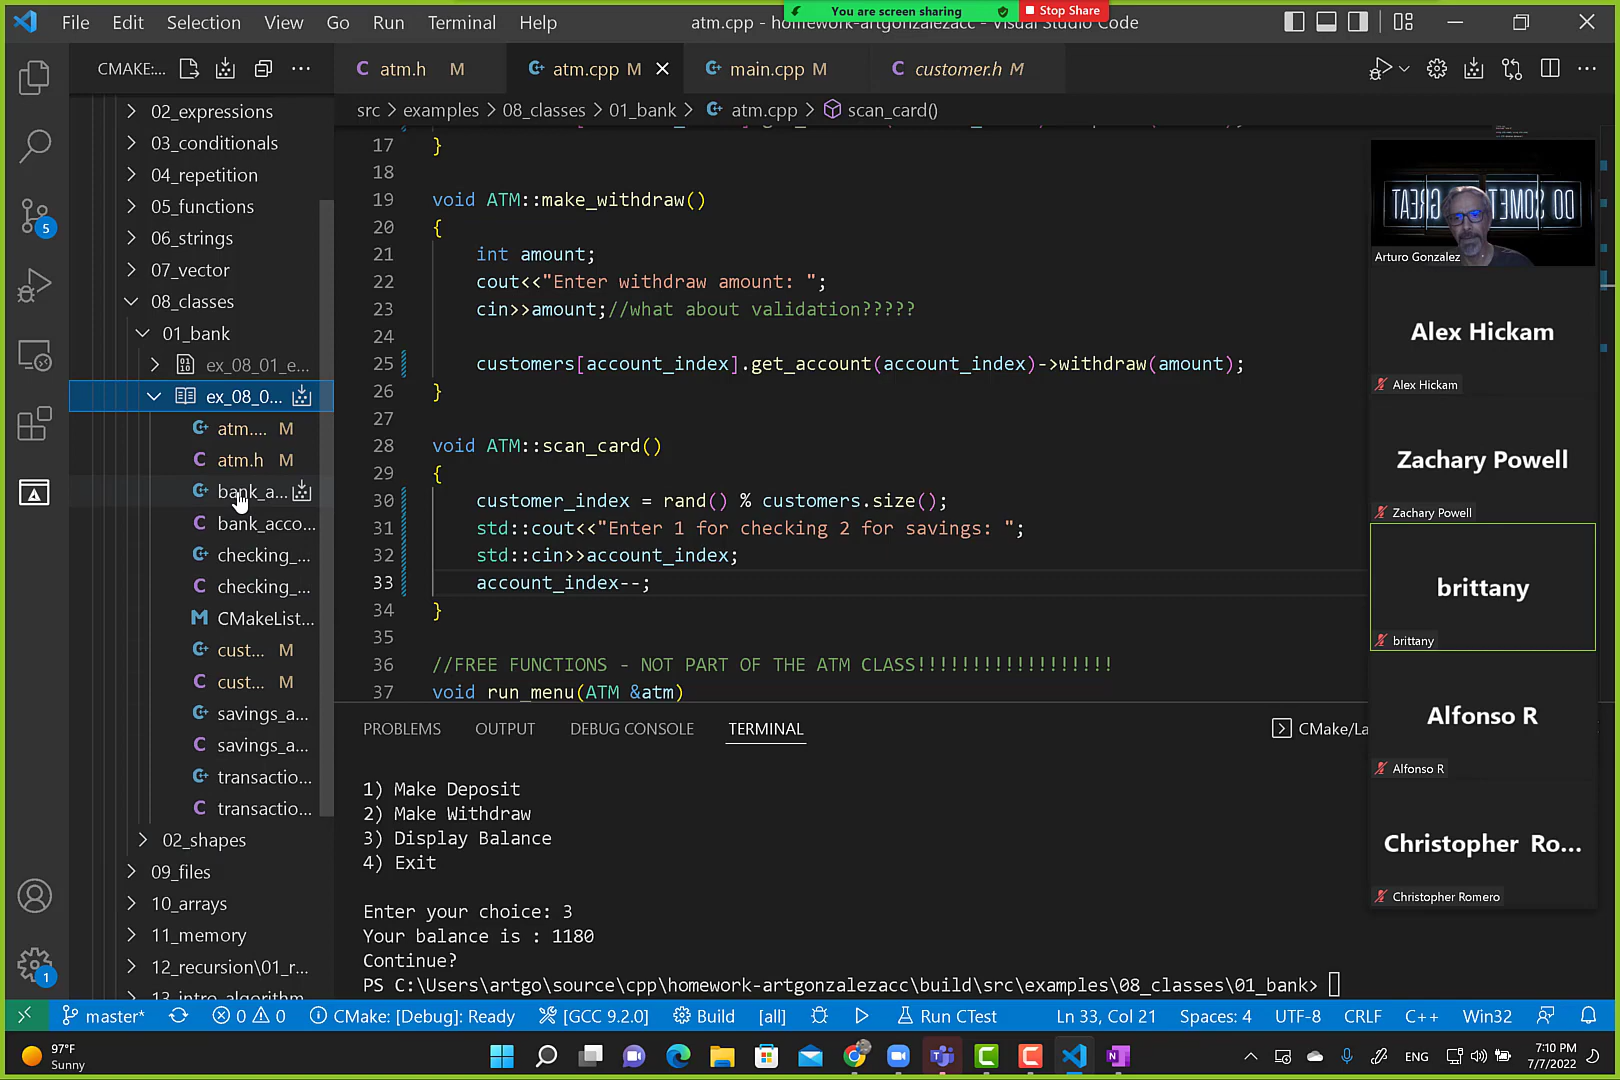 File Edit Selection View Go Run Terminal Help
atm.cpp - homework-artgonzalezacc - Visual Studio Code
You are screen sharing
Stop Share
CMAKE:...
atm.h M
atm.cpp M
main.cpp M
customer.h M
src > examples > 08_classes > 01_bank > atm.cpp > scan_card()
02_expressions
03_conditionals
04_repetition
05_functions
06_strings
07_vector
08_classes
01_bank
ex_08_01_e...
ex_08_0...
atm.... M
atm.h M
bank_a...
bank_acco...
checking_...
checking_...
CMakeList...
cust... M
cust... M
savings_a...
savings_a...
transactio...
transactio...
02_shapes
09_files
10_arrays
11_memory
12_recursion\01_r...
13_intro_algorithm
17 }
18
19 void ATM::make_withdraw()
20 {
21 int amount;
22 cout<<"Enter withdraw amount: ";
23 cin>>amount;//what about validation?????
24
25 customers[account_index].get_account(account_index)->withdraw(amount);
26 }
27
28 void ATM::scan_card()
29 {
30 customer_index = rand() % customers.size();
31 std::cout<<"Enter 1 for checking 2 for savings: ";
32 std::cin>>account_index;
33 account_index--;
34 }
35
36 //FREE FUNCTIONS - NOT PART OF THE ATM CLASS!!!!!!!!!!!!!!!!!!
37 void run_menu(ATM &atm)
PROBLEMS OUTPUT DEBUG CONSOLE TERMINAL
CMake/La
1) Make Deposit
2) Make Withdraw
3) Display Balance
4) Exit
Enter your choice: 3
Your balance is : 1180
Continue?
PS C:\Users\artgo\source\cpp\homework-artgonzalezacc\build\src\examples\08_classes\01_bank>
DO SOMETHING GREAT
Arturo Gonzalez
Alex Hickam
Alex Hickam
Zachary Powell
Zachary Powell
brittany
brittany
Alfonso R
Alfonso R
Christopher Ro...
Christopher Romero
5
1
master* 0 0 CMake: [Debug]: Ready [GCC 9.2.0] Build [all] Run CTest Ln 33, Col 21 Spaces: 4 UTF-8 CRLF C++ Win32
97°F
Sunny
ENG
7:10 PM
7/7/2022